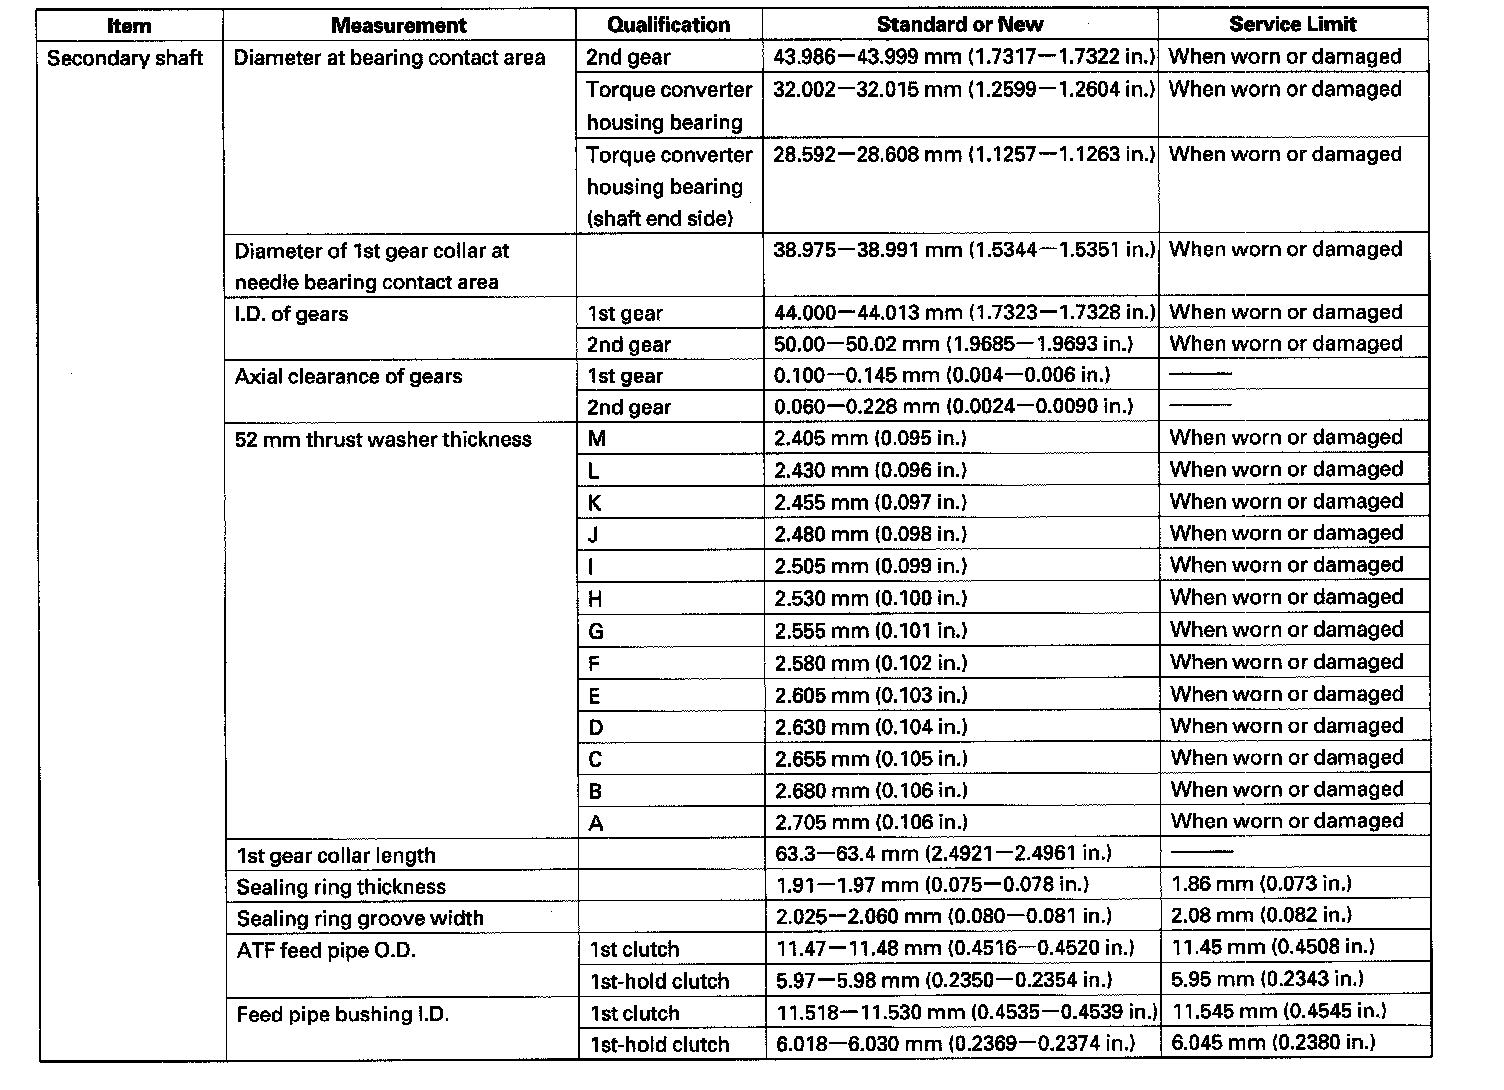 Item Measurement Qualification Standard or New Service Limit
Secondary shaft Diameter at bearing contact area 2nd gear 43.986—43.999 mm (1.7317—1.7322 in.) When worn or damaged
Torque converter 32.002—32.015 mm (1.2599—1.2604 in.) When worn or damaged
housing bearing
Torque converter 28.592—28.608 mm (1.1257—1.1263 in.) When worn or damaged
housing bearing
(shaft end side)
Diameter of 1st gear collar at 38.975—38.991 mm (1.5344—1.5351 in.) When worn or damaged
needle bearing contact area
I.D. of gears 1st gear 44.000—44.013 mm (1.7323—1.7328 in.) When worn or damaged
2nd gear 50.00—50.02 mm (1.9685—1.9693 in.) When worn or damaged
Axial clearance of gears 1st gear 0.100—0.145 mm (0.004—0.006 in.) ——
2nd gear 0.060—0.228 mm (0.0024—0.0090 in.) ——
52 mm thrust washer thickness M 2.405 mm (0.095 in.) When worn or damaged
L 2.430 mm (0.096 in.) When worn or damaged
K 2.455 mm (0.097 in.) When worn or damaged
J 2.480 mm (0.098 in.) When worn or damaged
I 2.505 mm (0.099 in.) When worn or damaged
H 2.530 mm (0.100 in.) When worn or damaged
G 2.555 mm (0.101 in.) When worn or damaged
F 2.580 mm (0.102 in.) When worn or damaged
E 2.605 mm (0.103 in.) When worn or damaged
D 2.630 mm (0.104 in.) When worn or damaged
C 2.655 mm (0.105 in.) When worn or damaged
B 2.680 mm (0.106 in.) When worn or damaged
A 2.705 mm (0.106 in.) When worn or damaged
1st gear collar length 63.3—63.4 mm (2.4921—2.4961 in.) ——
Sealing ring thickness 1.91—1.97 mm (0.075—0.078 in.) 1.86 mm (0.073 in.)
Sealing ring groove width 2.025—2.060 mm (0.080—0.081 in.) 2.08 mm (0.082 in.)
ATF feed pipe O.D. 1st clutch 11.47—11.48 mm (0.4516—0.4520 in.) 11.45 mm (0.4508 in.)
1st-hold clutch 5.97—5.98 mm (0.2350—0.2354 in.) 5.95 mm (0.2343 in.)
Feed pipe bushing I.D. 1st clutch 11.518—11.530 mm (0.4535—0.4539 in.) 11.545 mm (0.4545 in.)
1st-hold clutch 6.018—6.030 mm (0.2369—0.2374 in.) 6.045 mm (0.2380 in.)